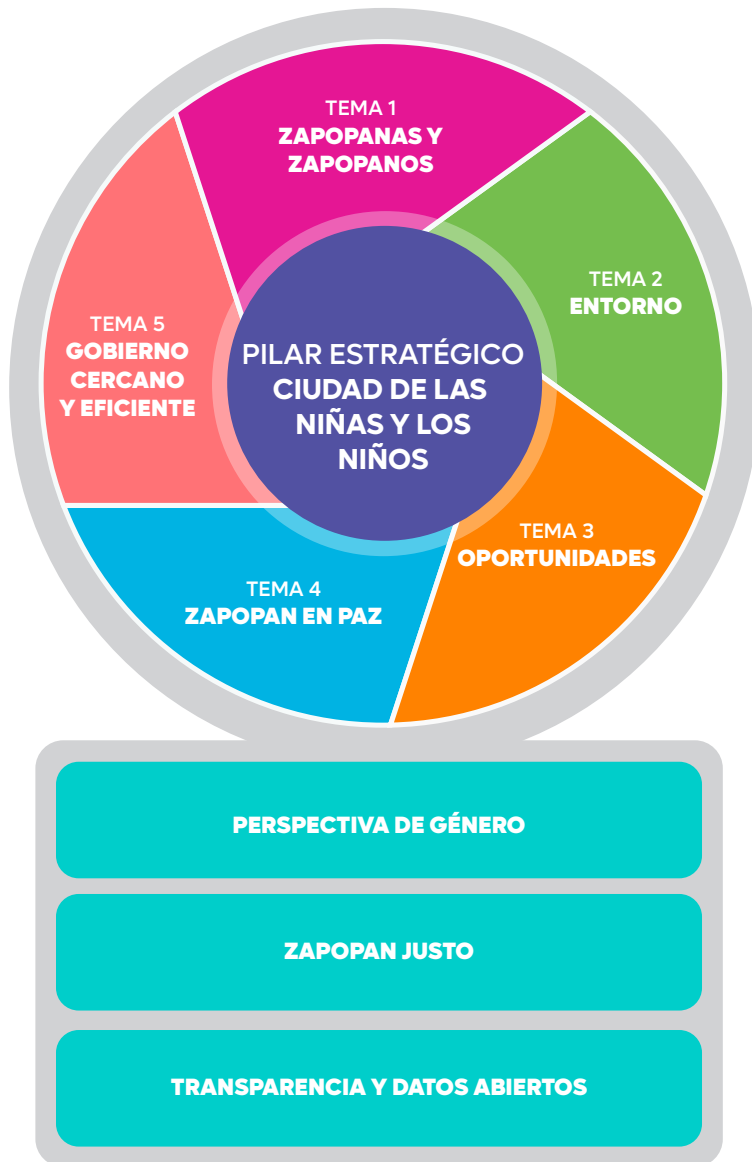 TEMA 1
ZAPOPANAS Y
ZAPOPANOS
TEMA 2
ENTORNO
TEMA 3
OPORTUNIDADES
TEMA 4
ZAPOPAN EN PAZ
TEMA 5
GOBIERNO
CERCANO
Y EFICIENTE
PILAR ESTRATÉGICO
CIUDAD DE LAS
NIÑAS Y LOS
NIÑOS
PERSPECTIVA DE GÉNERO
ZAPOPAN JUSTO
TRANSPARENCIA Y DATOS ABIERTOS